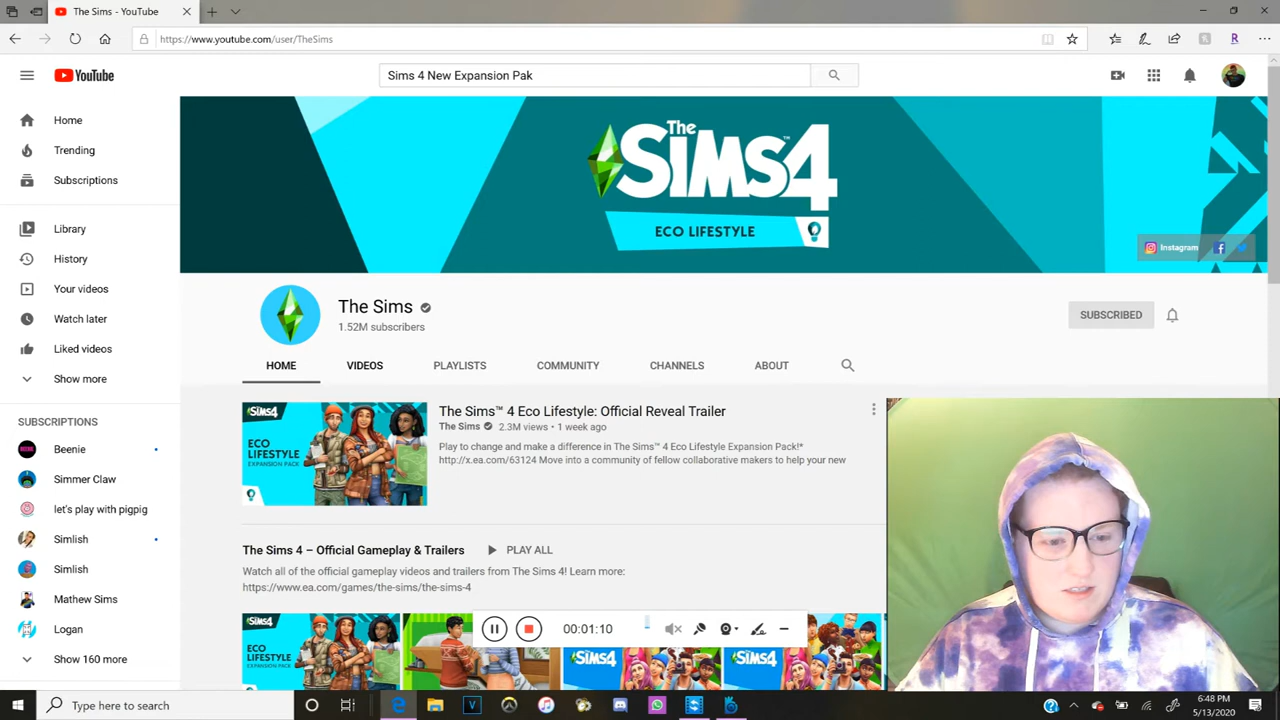 The Sims - YouTube
https://www.youtube.com/user/TheSims
YouTube
Sims 4 New Expansion Pak
Home
Trending
Subscriptions
Library
History
Your videos
Watch later
Liked videos
Show more
SUBSCRIPTIONS
Beenie
Simmer Claw
let's play with pigpig
Simlish
Simlish
Mathew Sims
Logan
Show 160 more
The SiMS 4
ECO LIFESTYLE
Instagram
The Sims
1.52M subscribers
SUBSCRIBED
HOME VIDEOS PLAYLISTS COMMUNITY CHANNELS ABOUT
The SiMS4
ECO
LIFESTYLE
EXPANSION PACK
The Sims™ 4 Eco Lifestyle: Official Reveal Trailer
The Sims 2.3M views • 1 week ago
Play to change and make a difference in The Sims™ 4 Eco Lifestyle Expansion Pack!*
http://x.ea.com/63124 Move into a community of fellow collaborative makers to help your new
The Sims 4 – Official Gameplay & Trailers PLAY ALL
Watch all of the official gameplay videos and trailers from The Sims 4! Learn more:
https://www.ea.com/games/the-sims/the-sims-4
SiMS4
ECO
LIFESTYLE
EXPANSION PACK
SiMS4
SiMS4
00:01:10
Type here to search
6:48 PM
5/13/2020